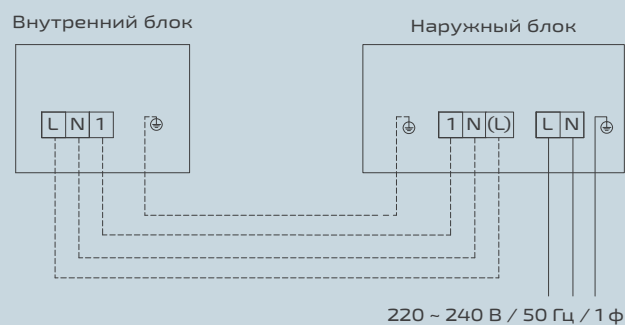 Внутренний блок
Наружный блок
L N 1
1 N (L)
L N
220 ~ 240 В / 50 Гц / 1 ф